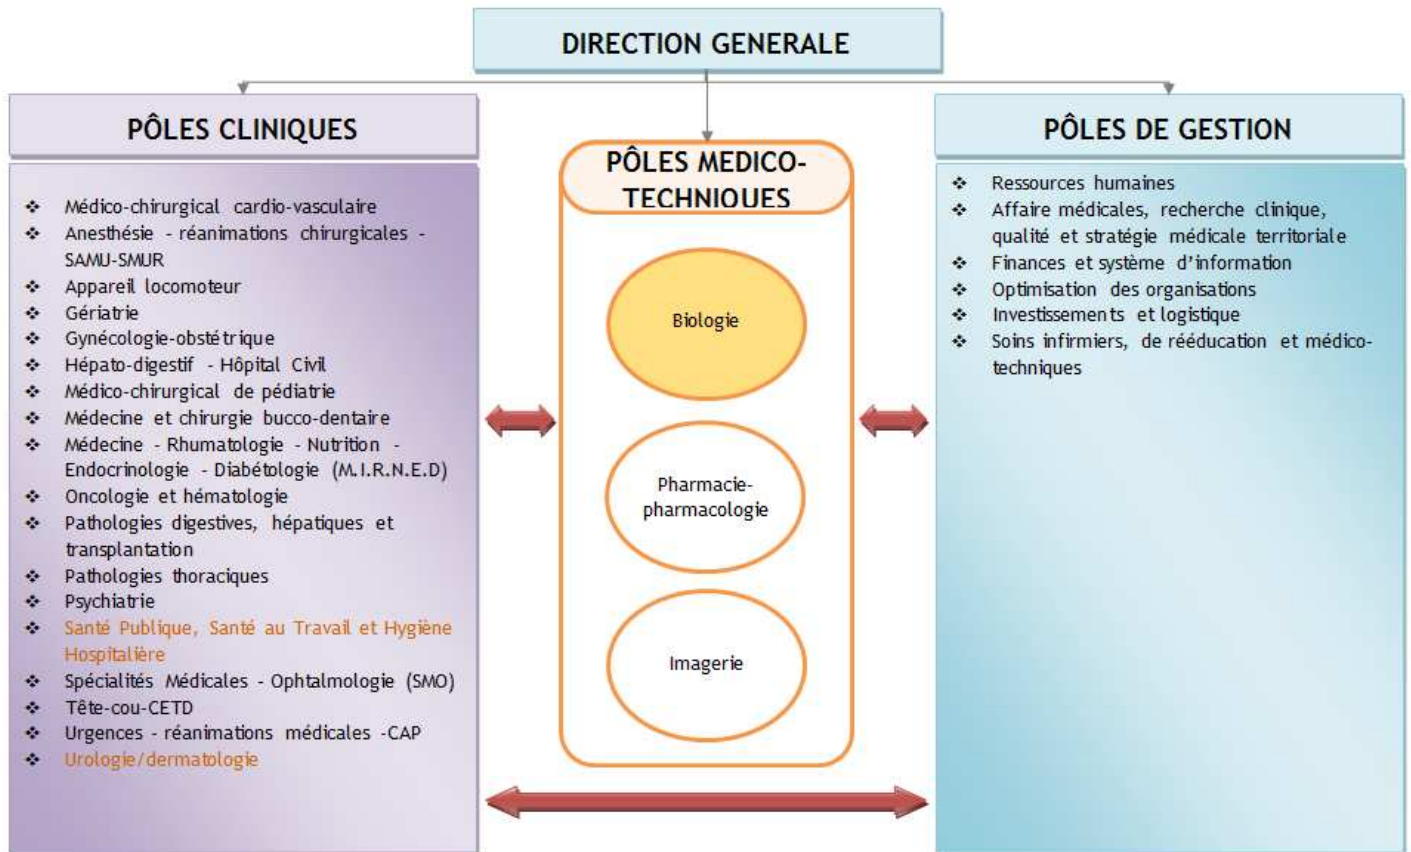 DIRECTION GENERALE
PÔLES CLINIQUES
❖ Médico-chirurgical cardio-vasculaire
❖ Anesthésie - réanimations chirurgicales -
SAMU-SMUR
❖ Appareil locomoteur
❖ Gériatrie
❖ Gynécologie-obstétrique
❖ Hépato-digestif - Hôpital Civil
❖ Médico-chirurgical de pédiatrie
❖ Médecine et chirurgie bucco-dentaire
❖ Médecine - Rhumatologie - Nutrition -
Endocrinologie - Diabétologie (M.I.R.N.E.D)
❖ Oncologie et hématologie
❖ Pathologies digestives, hépatiques et
transplantation
❖ Pathologies thoraciques
❖ Psychiatrie
❖ Santé Publique, Santé au Travail et Hygiène
Hospitalière
❖ Spécialités Médicales - Ophtalmologie (SMO)
❖ Tête-cou-CETD
❖ Urgences - réanimations médicales -CAP
❖ Urologie/dermatologie
PÔLES MEDICO-
TECHNIQUES
Biologie
Pharmacie-
pharmacologie
Imagerie
PÔLES DE GESTION
❖ Ressources humaines
❖ Affaire médicales, recherche clinique,
qualité et stratégie médicale territoriale
❖ Finances et système d'information
❖ Optimisation des organisations
❖ Investissements et logistique
❖ Soins infirmiers, de rééducation et médico-
techniques